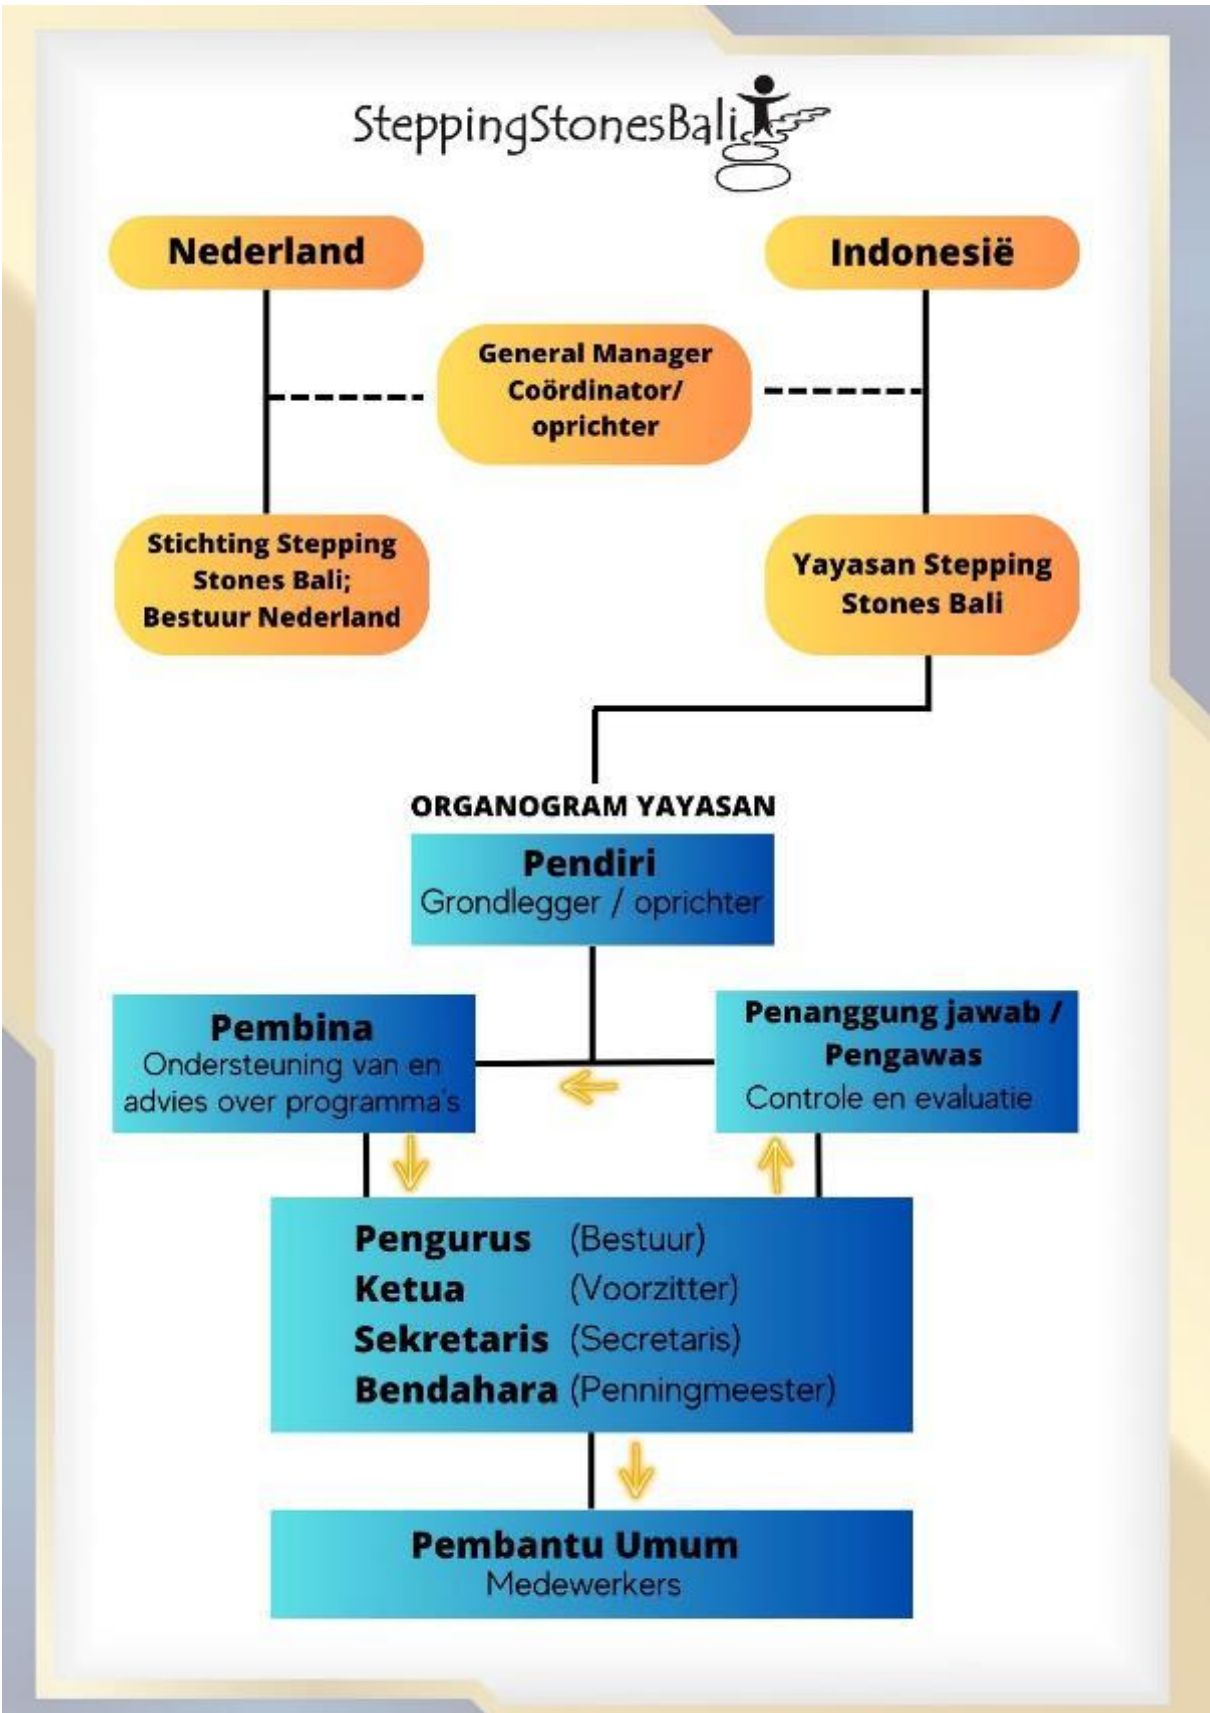 SteppingStonesBali
Nederland
Indonesië
General Manager
Coördinator/
oprichter
Stichting Stepping
Stones Bali;
Bestuur Nederland
Yayasan Stepping
Stones Bali
ORGANOGRAM YAYASAN
Pendiri
Grondlegger / oprichter
Pembina
Ondersteuning van en
advies over programma's
Penanggung jawab /
Pengawas
Controle en evaluatie
Pengurus (Bestuur)
Ketua (Voorzitter)
Sekretaris (Secretaris)
Bendahara (Penningmeester)
Pembantu Umum
Medewerkers